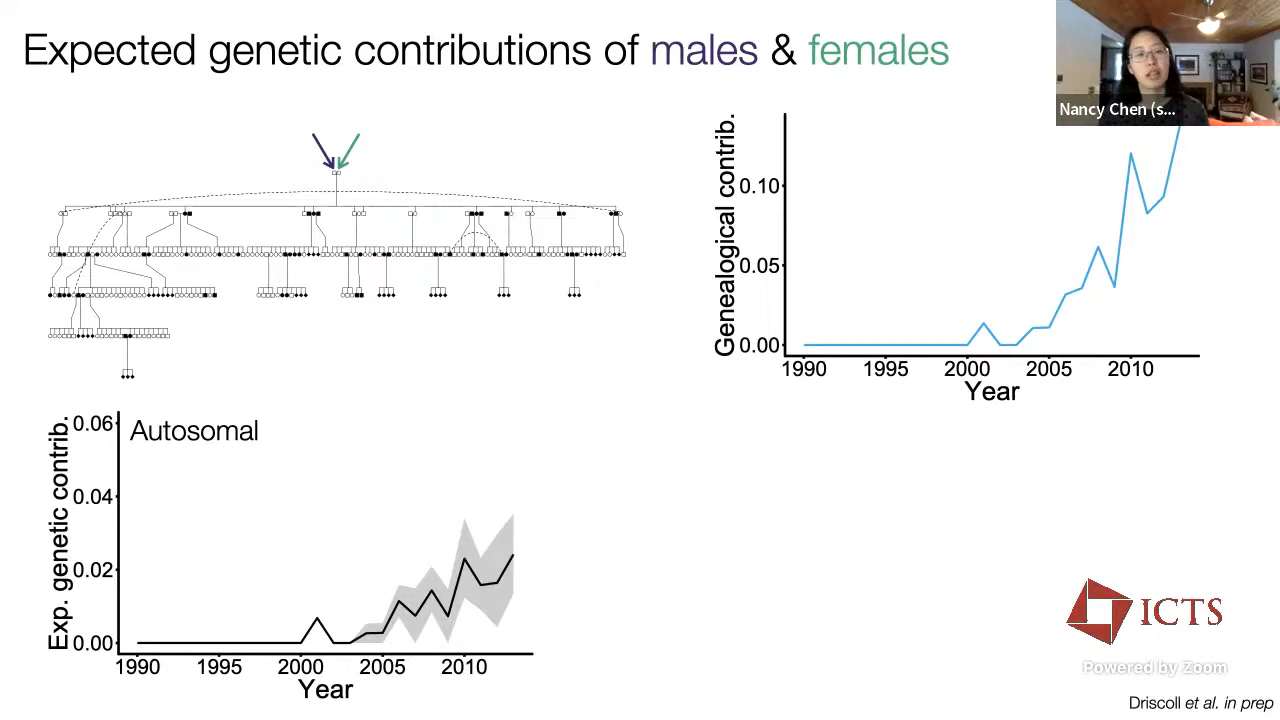 Expected genetic contributions of males & females
Nancy Chen (s...
Genealogical contrib.
0.10
0.05
0.00
1990 1995 2000 2005 2010
Year
Exp. genetic contrib.
Autosomal
0.06
0.04
0.02
0.00
1990 1995 2000 2005 2010
Year
ICTS
Powered by Zoom
Driscoll et al. in prep